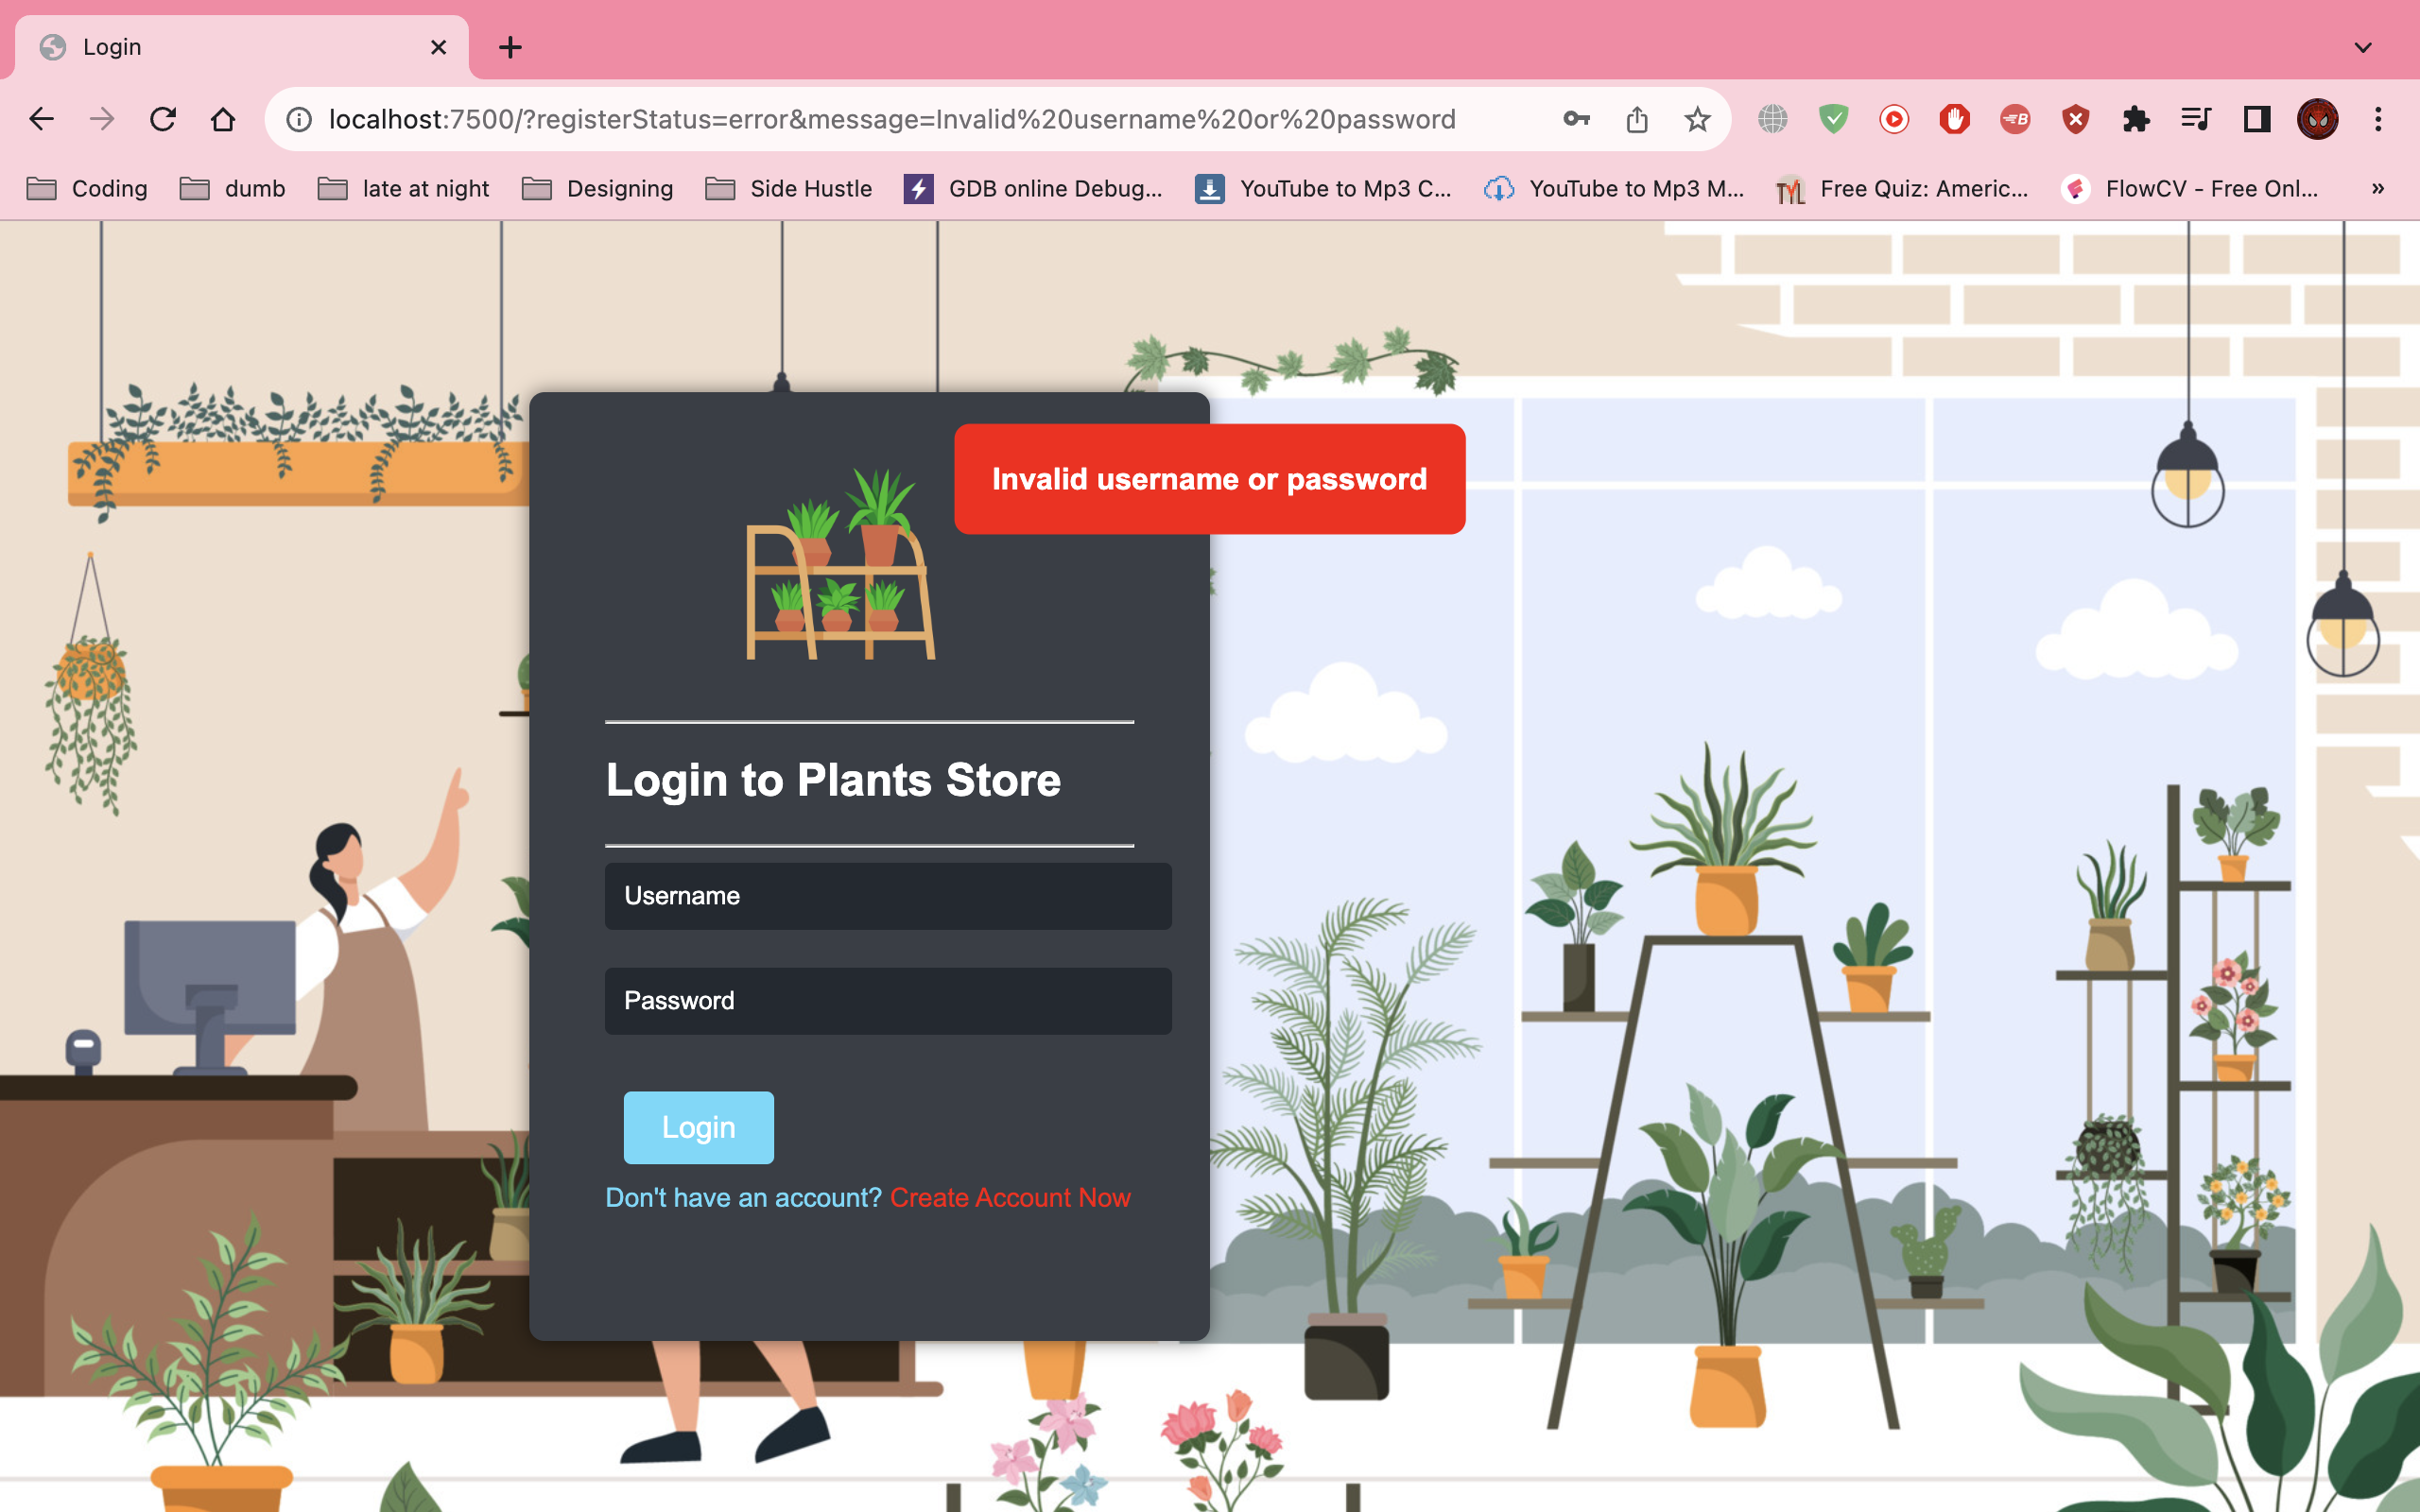 Login
localhost:7500/?registerStatus=error&message=Invalid%20username%20or%20password
Coding
dumb
late at night
Designing
Side Hustle
GDB online Debug...
YouTube to Mp3 C...
YouTube to Mp3 M...
Free Quiz: Americ...
FlowCV - Free Onl...
»
Invalid username or password
Login to Plants Store
Username
Password
Login
Don't have an account? Create Account Now